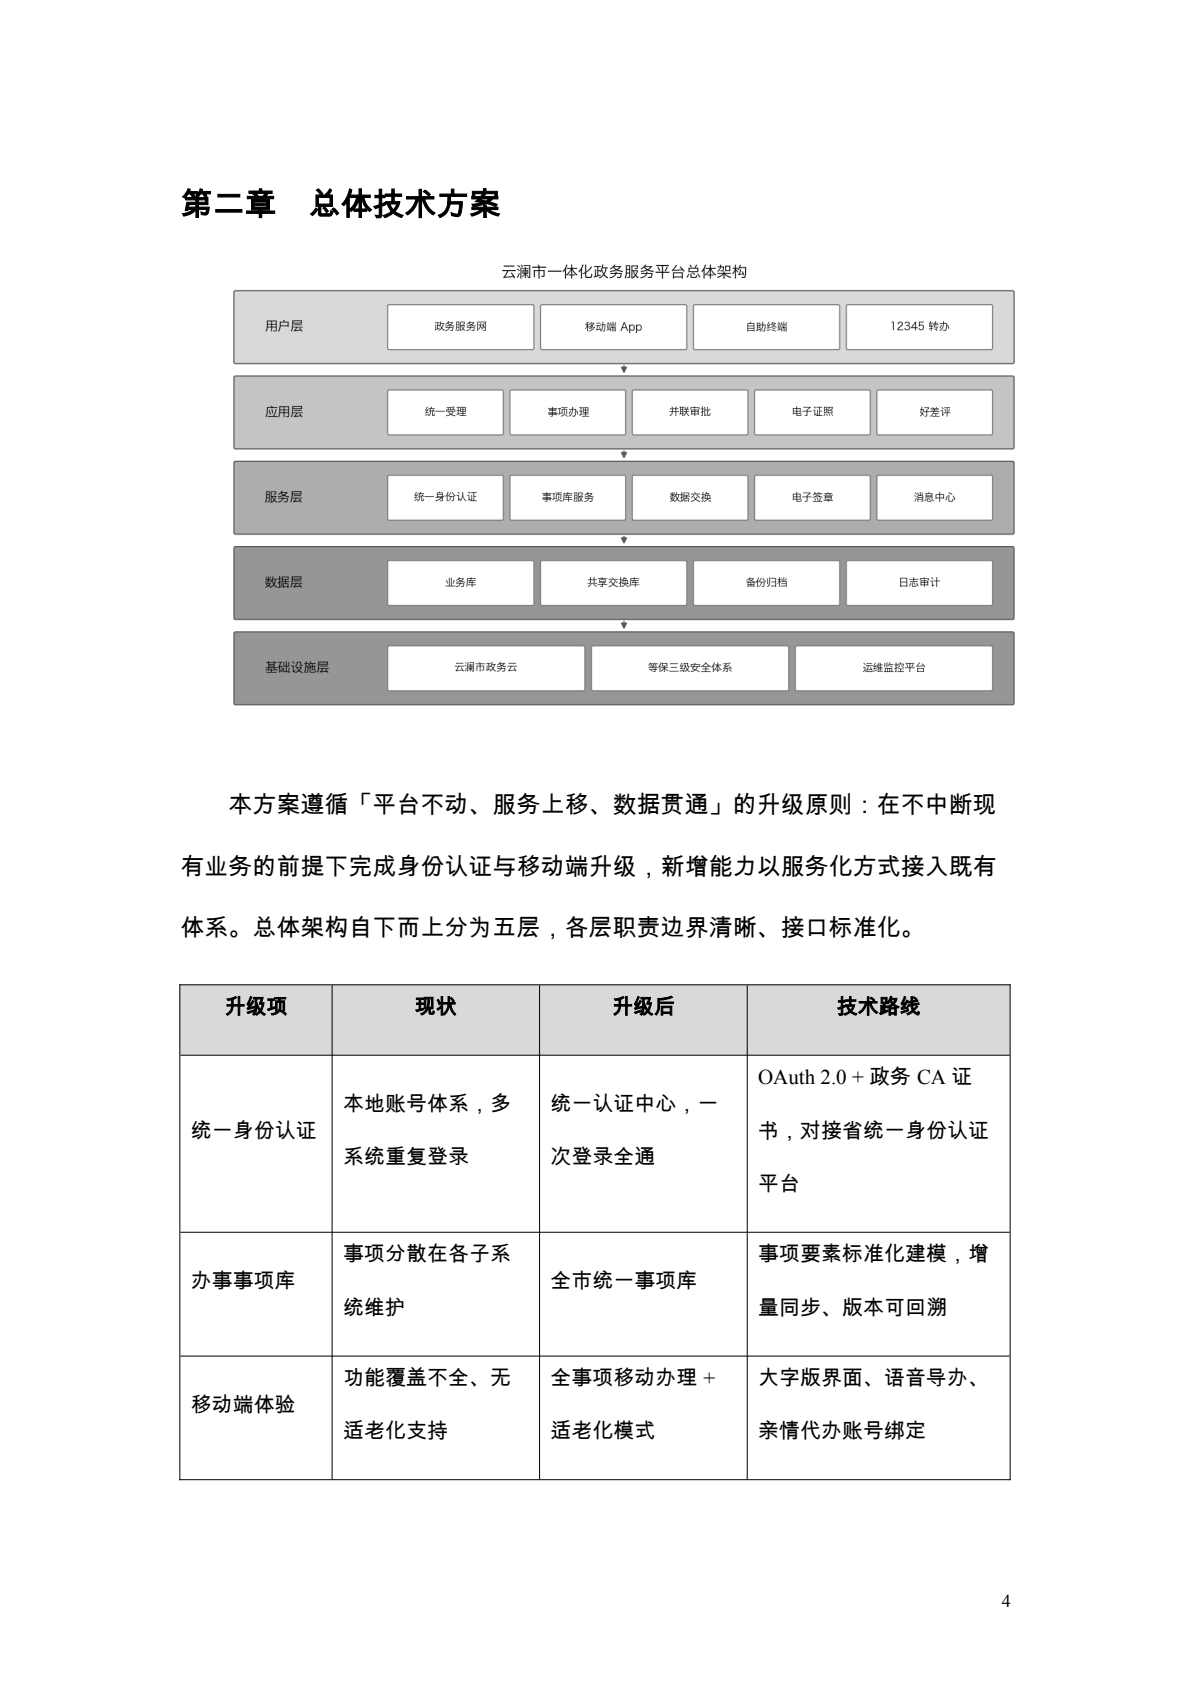 第二章　总体技术方案
云澜市一体化政务服务平台总体架构
用户层
政务服务网
移动端 App
自助终端
12345 转办
应用层
统一受理
事项办理
并联审批
电子证照
好差评
服务层
统一身份认证
事项库服务
数据交换
电子签章
消息中心
数据层
业务库
共享交换库
备份归档
日志审计
基础设施层
云澜市政务云
等保三级安全体系
运维监控平台
本方案遵循「平台不动、服务上移、数据贯通」的升级原则：在不中断现
有业务的前提下完成身份认证与移动端升级，新增能力以服务化方式接入既有
体系。总体架构自下而上分为五层，各层职责边界清晰、接口标准化。
升级项
现状
升级后
技术路线
统一身份认证
本地账号体系，多
系统重复登录
统一认证中心，一
次登录全通
OAuth 2.0 + 政务 CA 证
书，对接省统一身份认证
平台
办事事项库
事项分散在各子系
统维护
全市统一事项库
事项要素标准化建模，增
量同步、版本可回溯
移动端体验
功能覆盖不全、无
适老化支持
全事项移动办理 +
适老化模式
大字版界面、语音导办、
亲情代办账号绑定
4